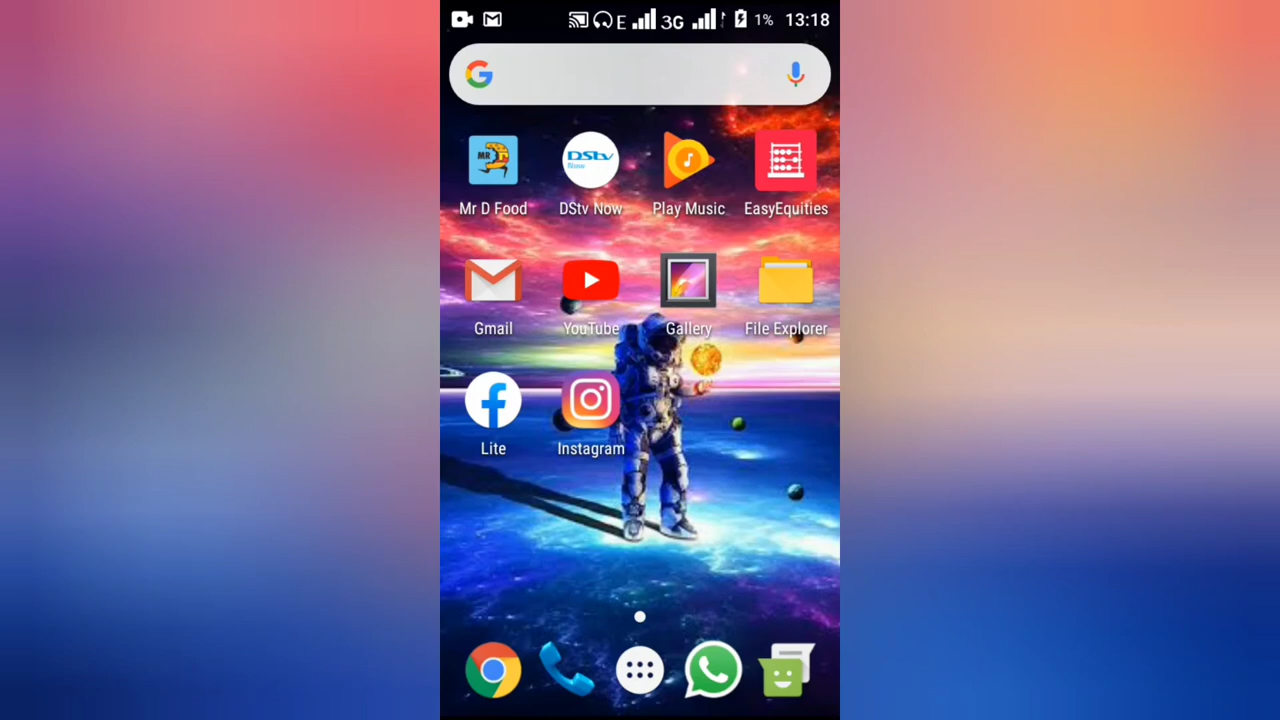 E 3G 1% 13:18
MR D DStv Now
Mr D Food DStv Now Play Music EasyEquities
Gmail YouTube Gallery File Explorer
Lite Instagram